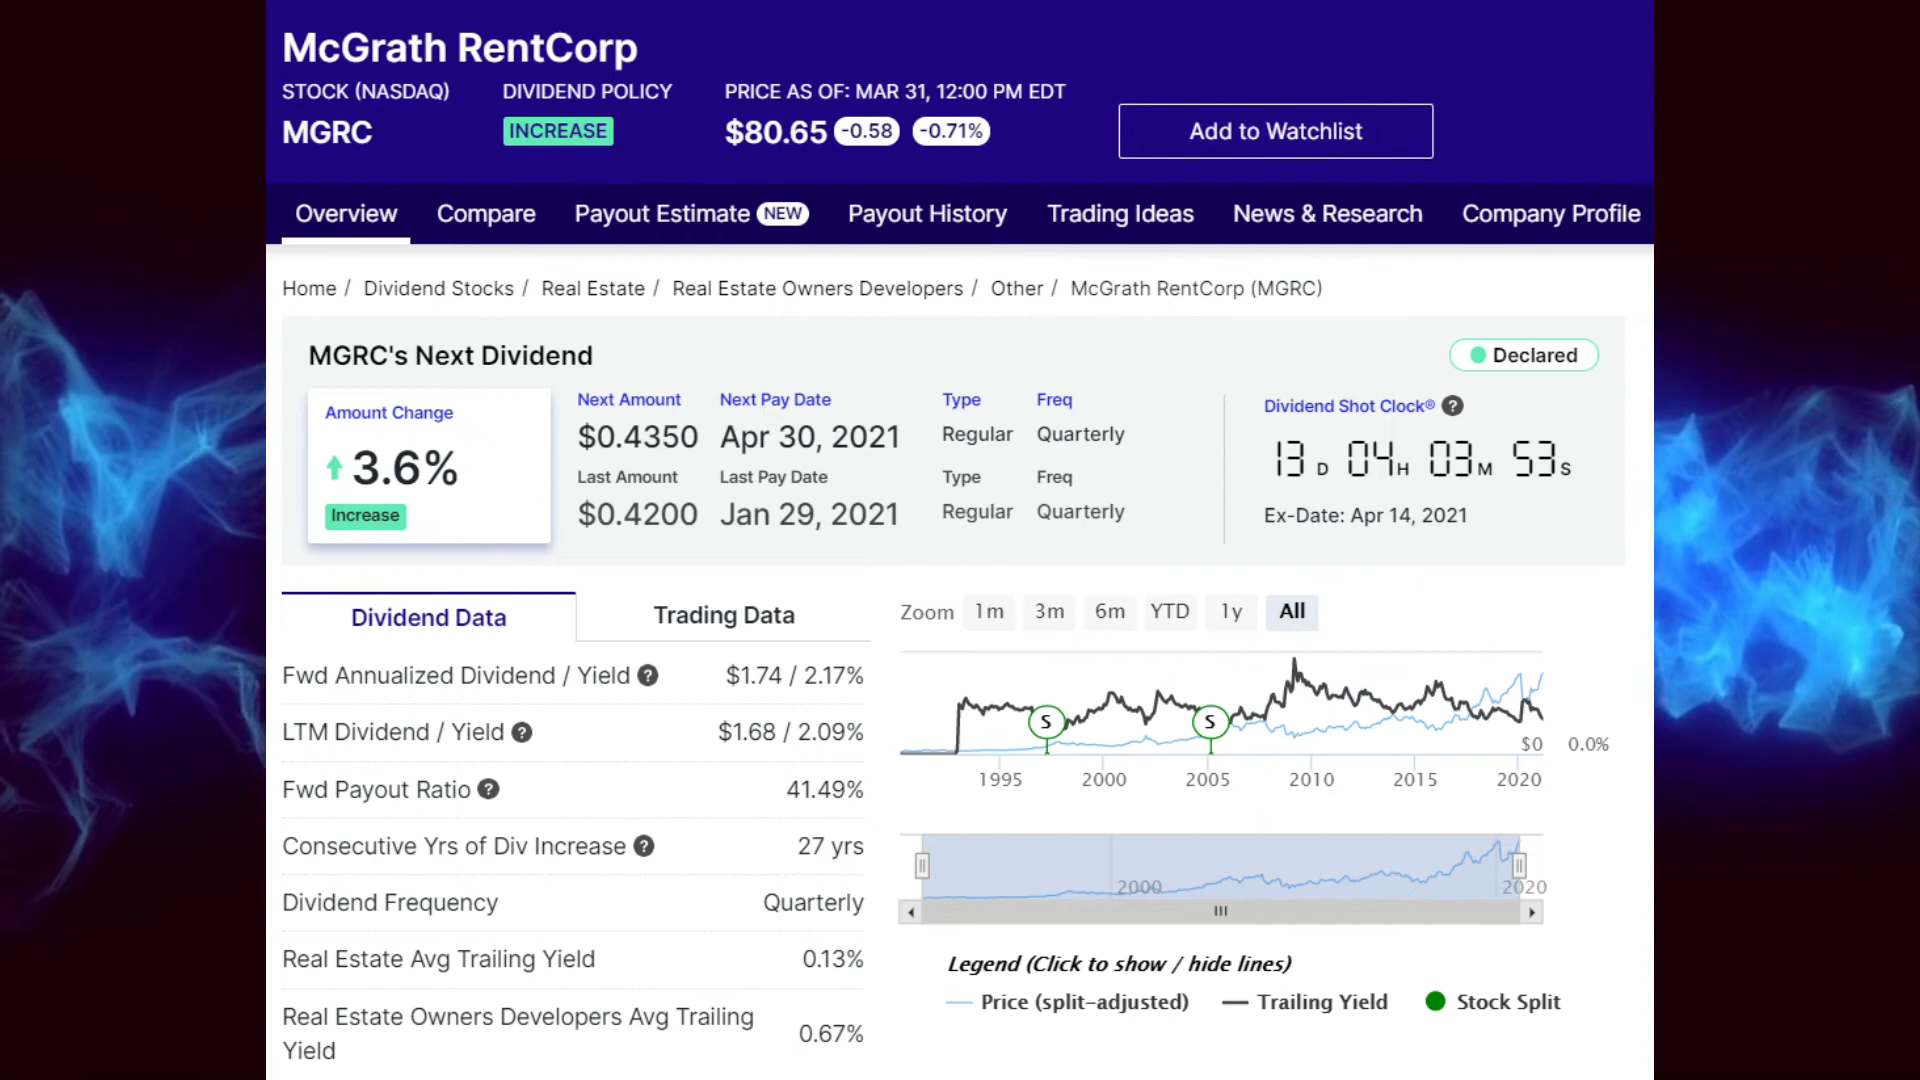 McGrath RentCorp
STOCK (NASDAQ) DIVIDEND POLICY PRICE AS OF: MAR 31, 12:00 PM EDT
MGRC INCREASE $80.65 -0.58 -0.71% Add to Watchlist
Overview Compare Payout Estimate NEW Payout History Trading Ideas News & Research Company Profile
Home / Dividend Stocks / Real Estate / Real Estate Owners Developers / Other / McGrath RentCorp (MGRC)
MGRC's Next Dividend Declared
Amount Change
3.6%
Increase
Next Amount Next Pay Date Type Freq
$0.4350 Apr 30, 2021 Regular Quarterly
Last Amount Last Pay Date Type Freq
$0.4200 Jan 29, 2021 Regular Quarterly
Dividend Shot Clock® ?
13 D 04 H 03 M 53 S
Ex-Date: Apr 14, 2021
Dividend Data Trading Data
Fwd Annualized Dividend / Yield ? $1.74 / 2.17%
LTM Dividend / Yield ? $1.68 / 2.09%
Fwd Payout Ratio ? 41.49%
Consecutive Yrs of Div Increase ? 27 yrs
Dividend Frequency Quarterly
Real Estate Avg Trailing Yield 0.13%
Real Estate Owners Developers Avg Trailing
Yield 0.67%
Zoom 1m 3m 6m YTD 1y All
S S
$0 0.0%
1995 2000 2005 2010 2015 2020
2000 2020
Legend (Click to show / hide lines)
Price (split-adjusted) Trailing Yield Stock Split